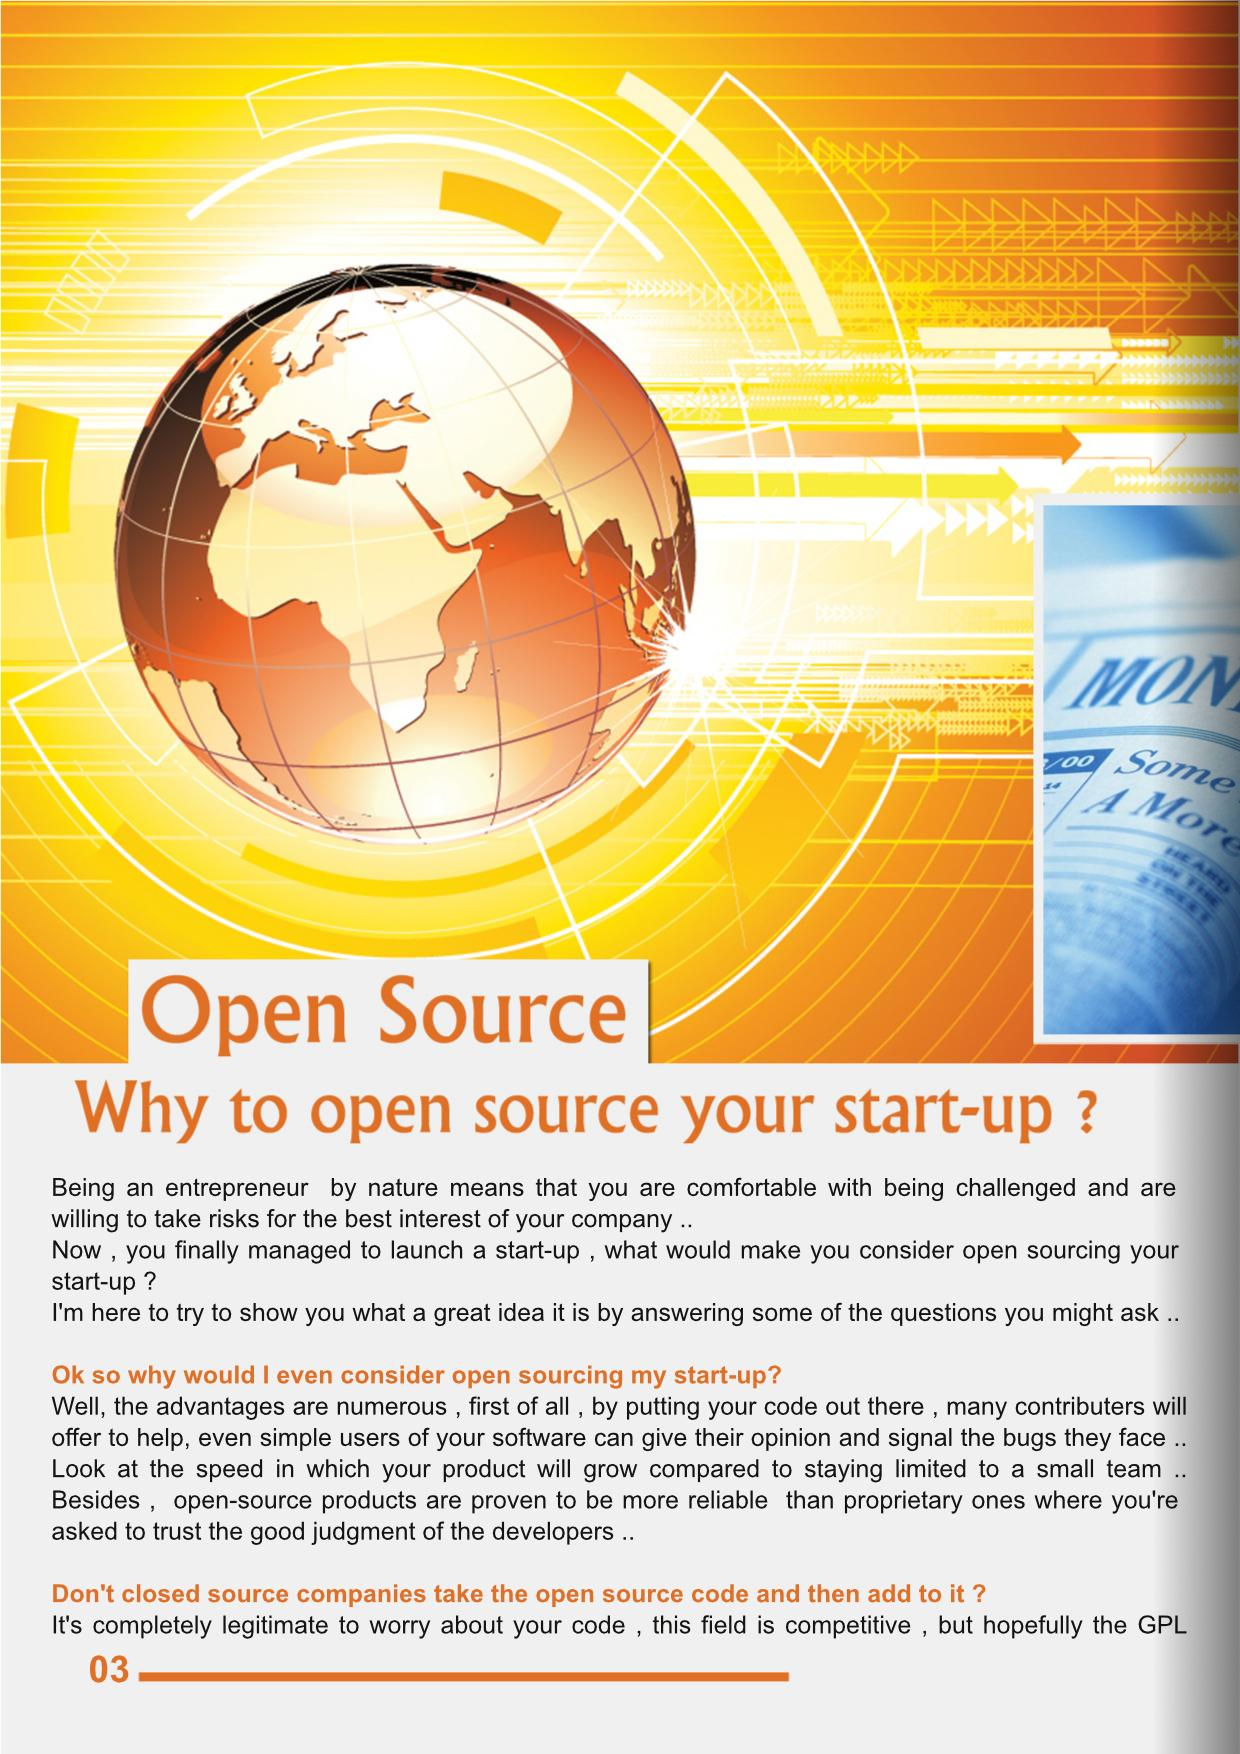 MON
/00
Some
A More
HEARD
ON THE
STREET
Open Source
Why to open source your start-up ?
Being an entrepreneur  by nature means that you are comfortable with being challenged and are
willing to take risks for the best interest of your company ..
Now , you finally managed to launch a start-up , what would make you consider open sourcing your
start-up ?
I'm here to try to show you what a great idea it is by answering some of the questions you might ask ..
Ok so why would I even consider open sourcing my start-up?
Well, the advantages are numerous , first of all , by putting your code out there , many contributers will
offer to help, even simple users of your software can give their opinion and signal the bugs they face ..
Look at the speed in which your product will grow compared to staying limited to a small team ..
Besides ,  open-source products are proven to be more reliable  than proprietary ones where you're
asked to trust the good judgment of the developers ..
Don't closed source companies take the open source code and then add to it ?
It's completely legitimate to worry about your code , this field is competitive , but hopefully the GPL
03